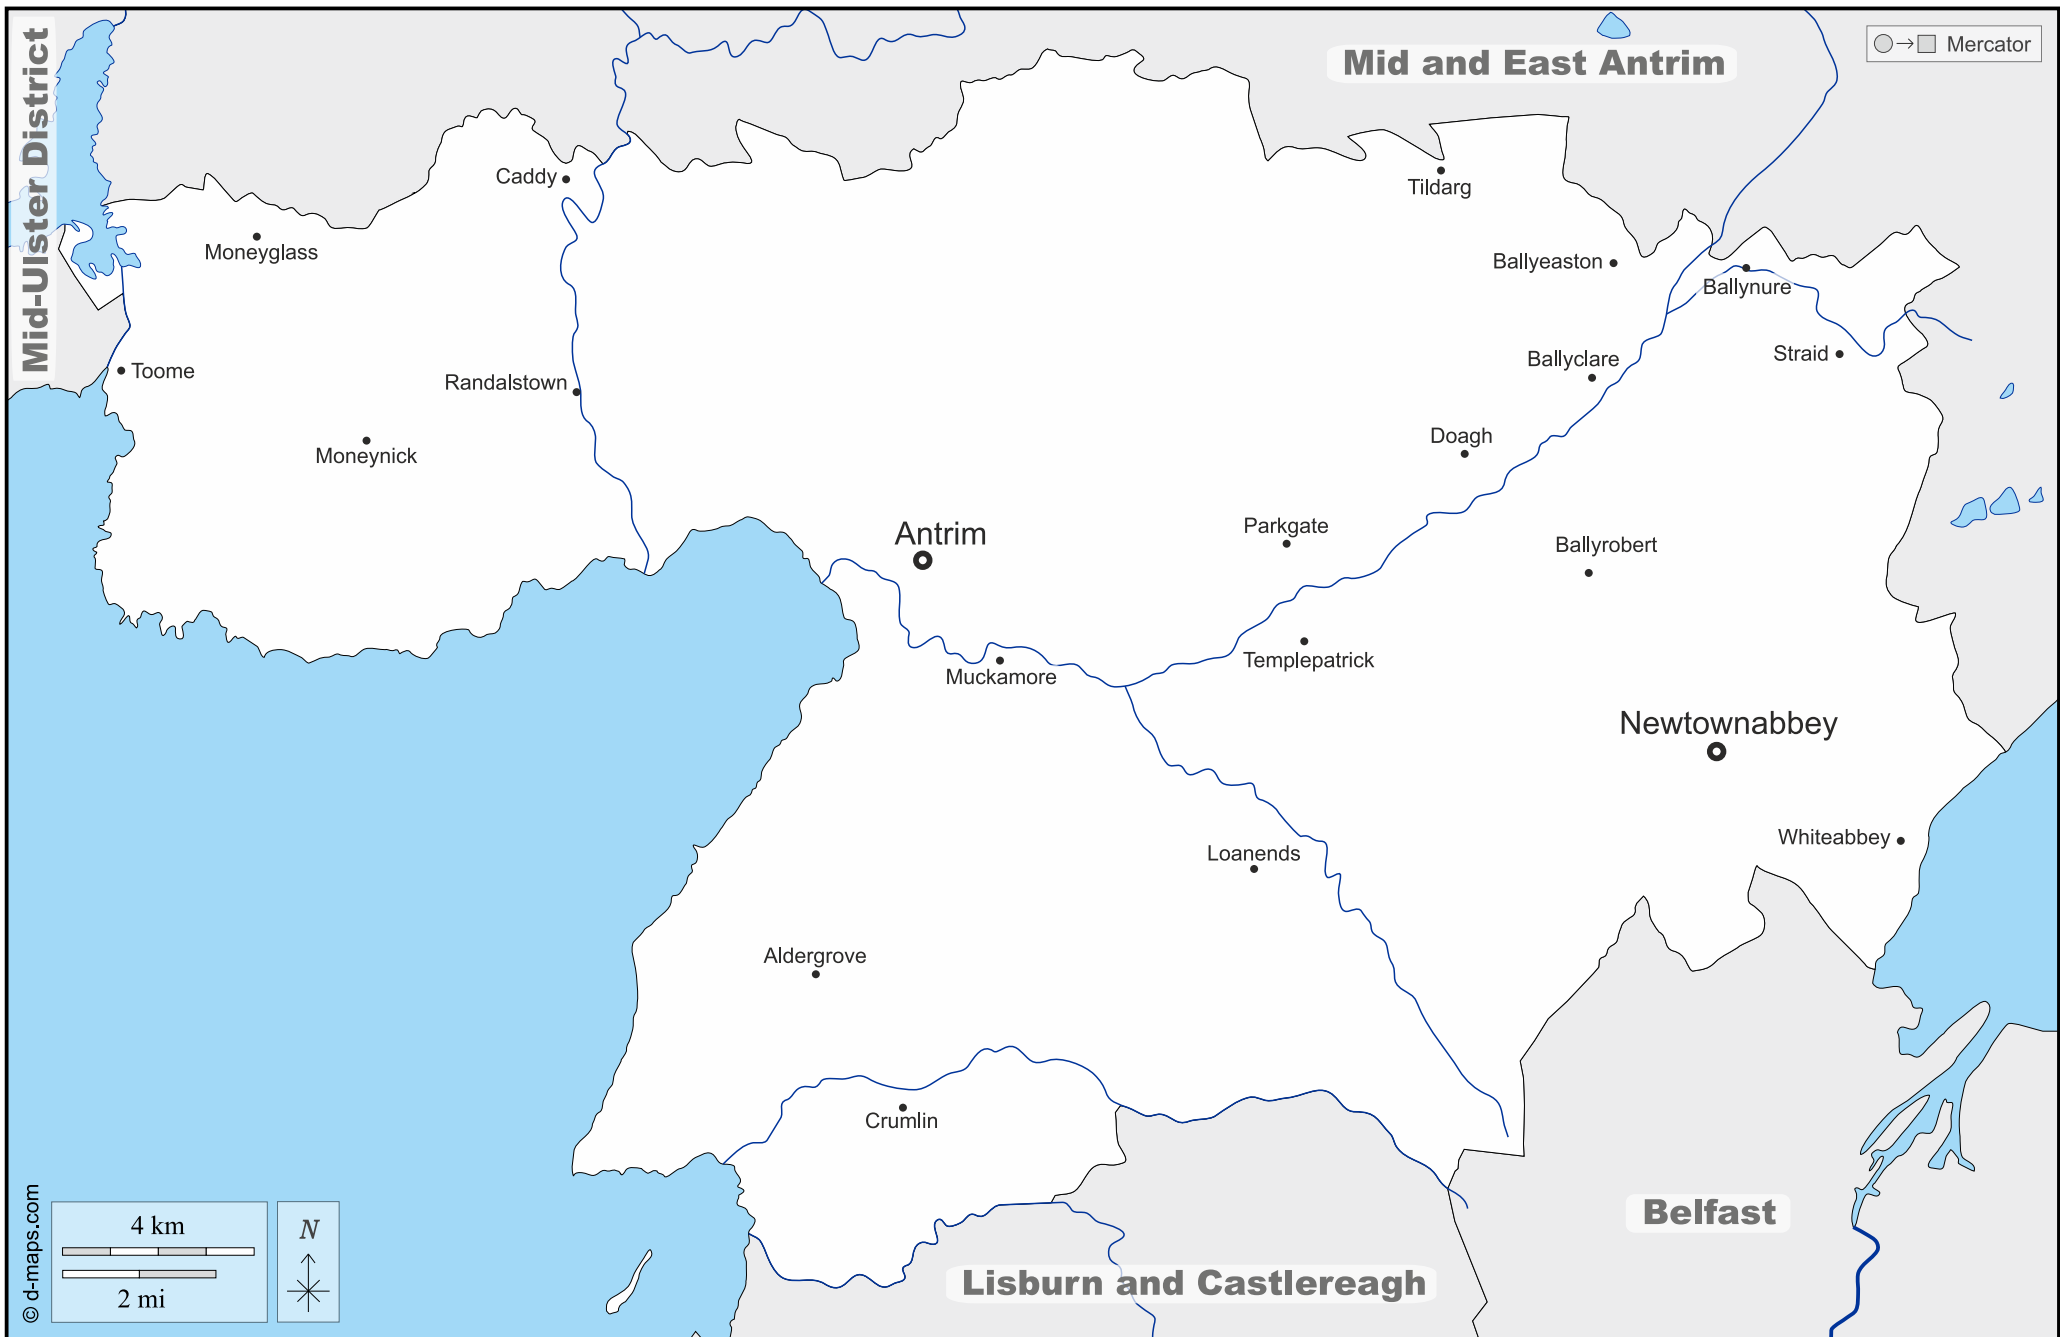 Mid-Ulster District
Mid and East Antrim
Mercator
Caddy
Tildarg
Moneyglass
Ballyeaston
Ballynure
Toome
Randalstown
Ballyclare
Straid
Moneynick
Doagh
Antrim
Parkgate
Ballyrobert
Muckamore
Templepatrick
Newtownabbey
Whiteabbey
Loanends
Aldergrove
Crumlin
Belfast
Lisburn and Castlereagh
© d-maps.com
4 km
2 mi
N